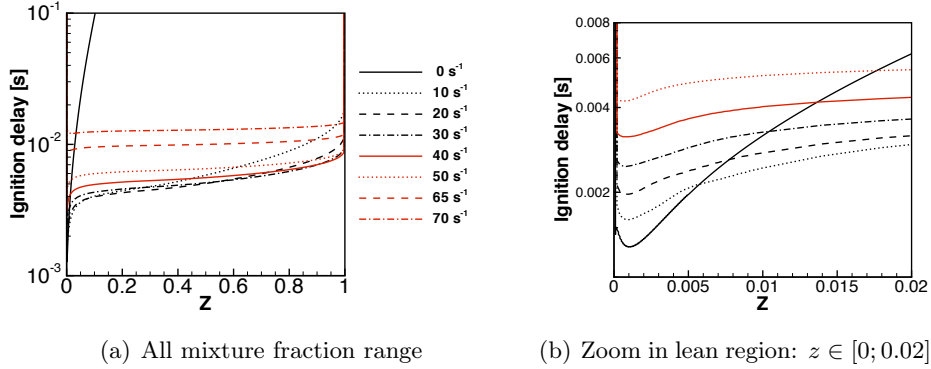 Ignition delay [s]
10⁻¹
10⁻²
10⁻³
0 0.2 0.4 0.6 0.8 1
Z
0 s⁻¹
10 s⁻¹
20 s⁻¹
30 s⁻¹
40 s⁻¹
50 s⁻¹
65 s⁻¹
70 s⁻¹
(a) All mixture fraction range
Ignition delay [s]
0.008
0.006
0.004
0.002
0 0.005 0.01 0.015 0.02
Z
(b) Zoom in lean region: z ∈ [0; 0.02]